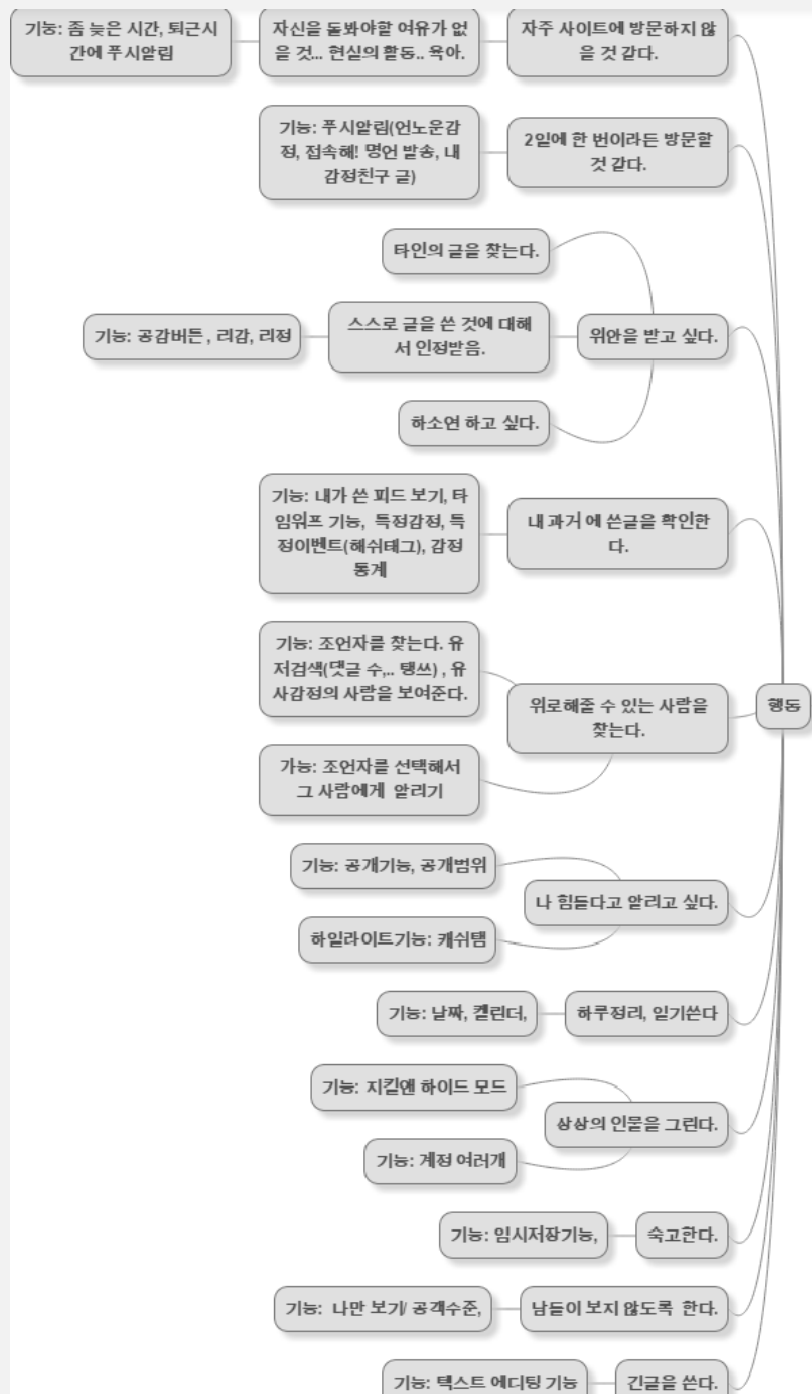 기능: 좀 늦은 시간, 퇴근시
간에 푸시알림
자신을 돌봐야할 여유가 없
을 것... 현실의 활동.. 육아.
자주 사이트에 방문하지 않
을 것 같다.
기능: 푸시알림(언노운감
정, 접속해! 명언 발송, 내
감정친구 글)
2일에 한 번이라든 방문할
것 같다.
타인의 글을 찾는다.
기능: 공감버튼 , 리감, 리정
스스로 글을 쓴 것에 대해
서 인정받음.
위안을 받고 싶다.
하소연 하고 싶다.
기능: 내가 쓴 피드 보기, 타
임워프 기능, 특정감정, 특
정이벤트(해쉬태그), 감정
통계
내 과거 에 쓴글을 확인한
다.
기능: 조언자를 찾는다. 유
저검색(댓글 수,.. 탱쓰) , 유
사감정의 사람을 보여준다.
위로해줄 수 있는 사람을
찾는다.
행동
가능: 조언자를 선택해서
그 사람에게 알리기
기능: 공개기능, 공개범위
나 힘들다고 알리고 싶다.
하일라이트기능: 캐쉬탬
기능: 날짜, 켈린더,
하루정리, 일기쓴다
기능: 지킬앤 하이드 모드
상상의 인물을 그린다.
기능: 계정 여러개
기능: 임시저장기능,
숙고한다.
기능: 나만 보기/ 공객수준,
남들이 보지 않도록 한다.
기능: 텍스트 에디팅 기능
긴글을 쓴다.